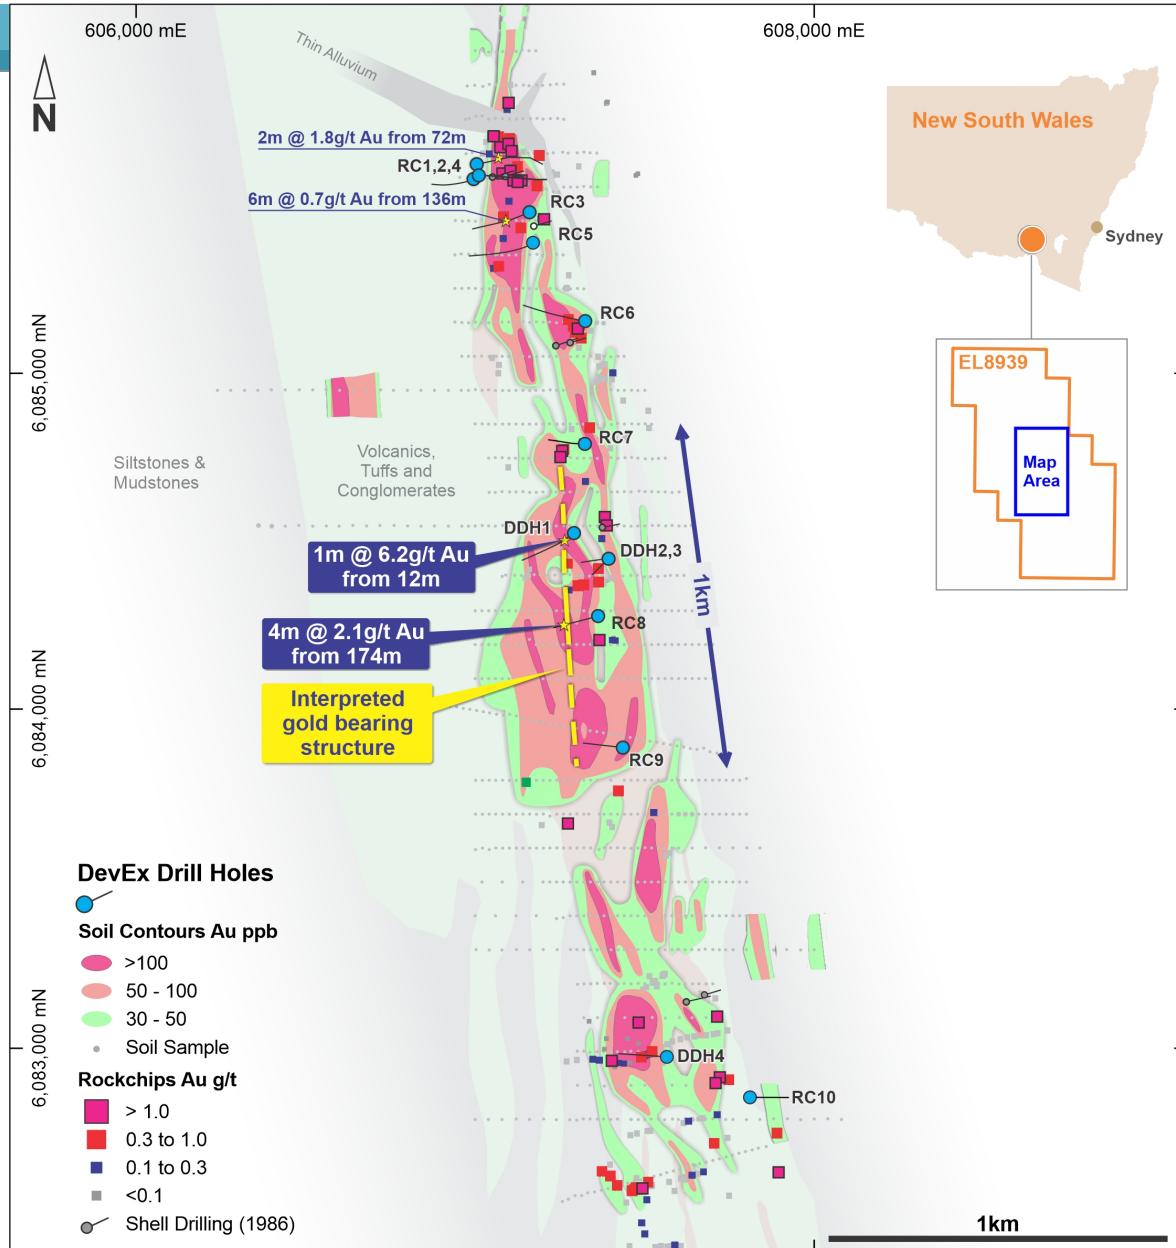 606,000 mE
608,000 mE
N
Thin Alluvium
New South Wales
Sydney
2m @ 1.8g/t Au from 72m
RC1,2,4
6m @ 0.7g/t Au from 136m
RC3
RC5
RC6
6,085,000 mN
EL8939
Map
Area
RC7
Siltstones &
Mudstones
Volcanics,
Tuffs and
Conglomerates
DDH1
DDH2,3
1m @ 6.2g/t Au
from 12m
1km
RC8
4m @ 2.1g/t Au
from 174m
6,084,000 mN
Interpreted
gold bearing
structure
RC9
DevEx Drill Holes
Soil Contours Au ppb
>100
50 - 100
30 - 50
Soil Sample
6,083,000 mN
DDH4
RC10
Rockchips Au g/t
> 1.0
0.3 to 1.0
0.1 to 0.3
<0.1
Shell Drilling (1986)
1km